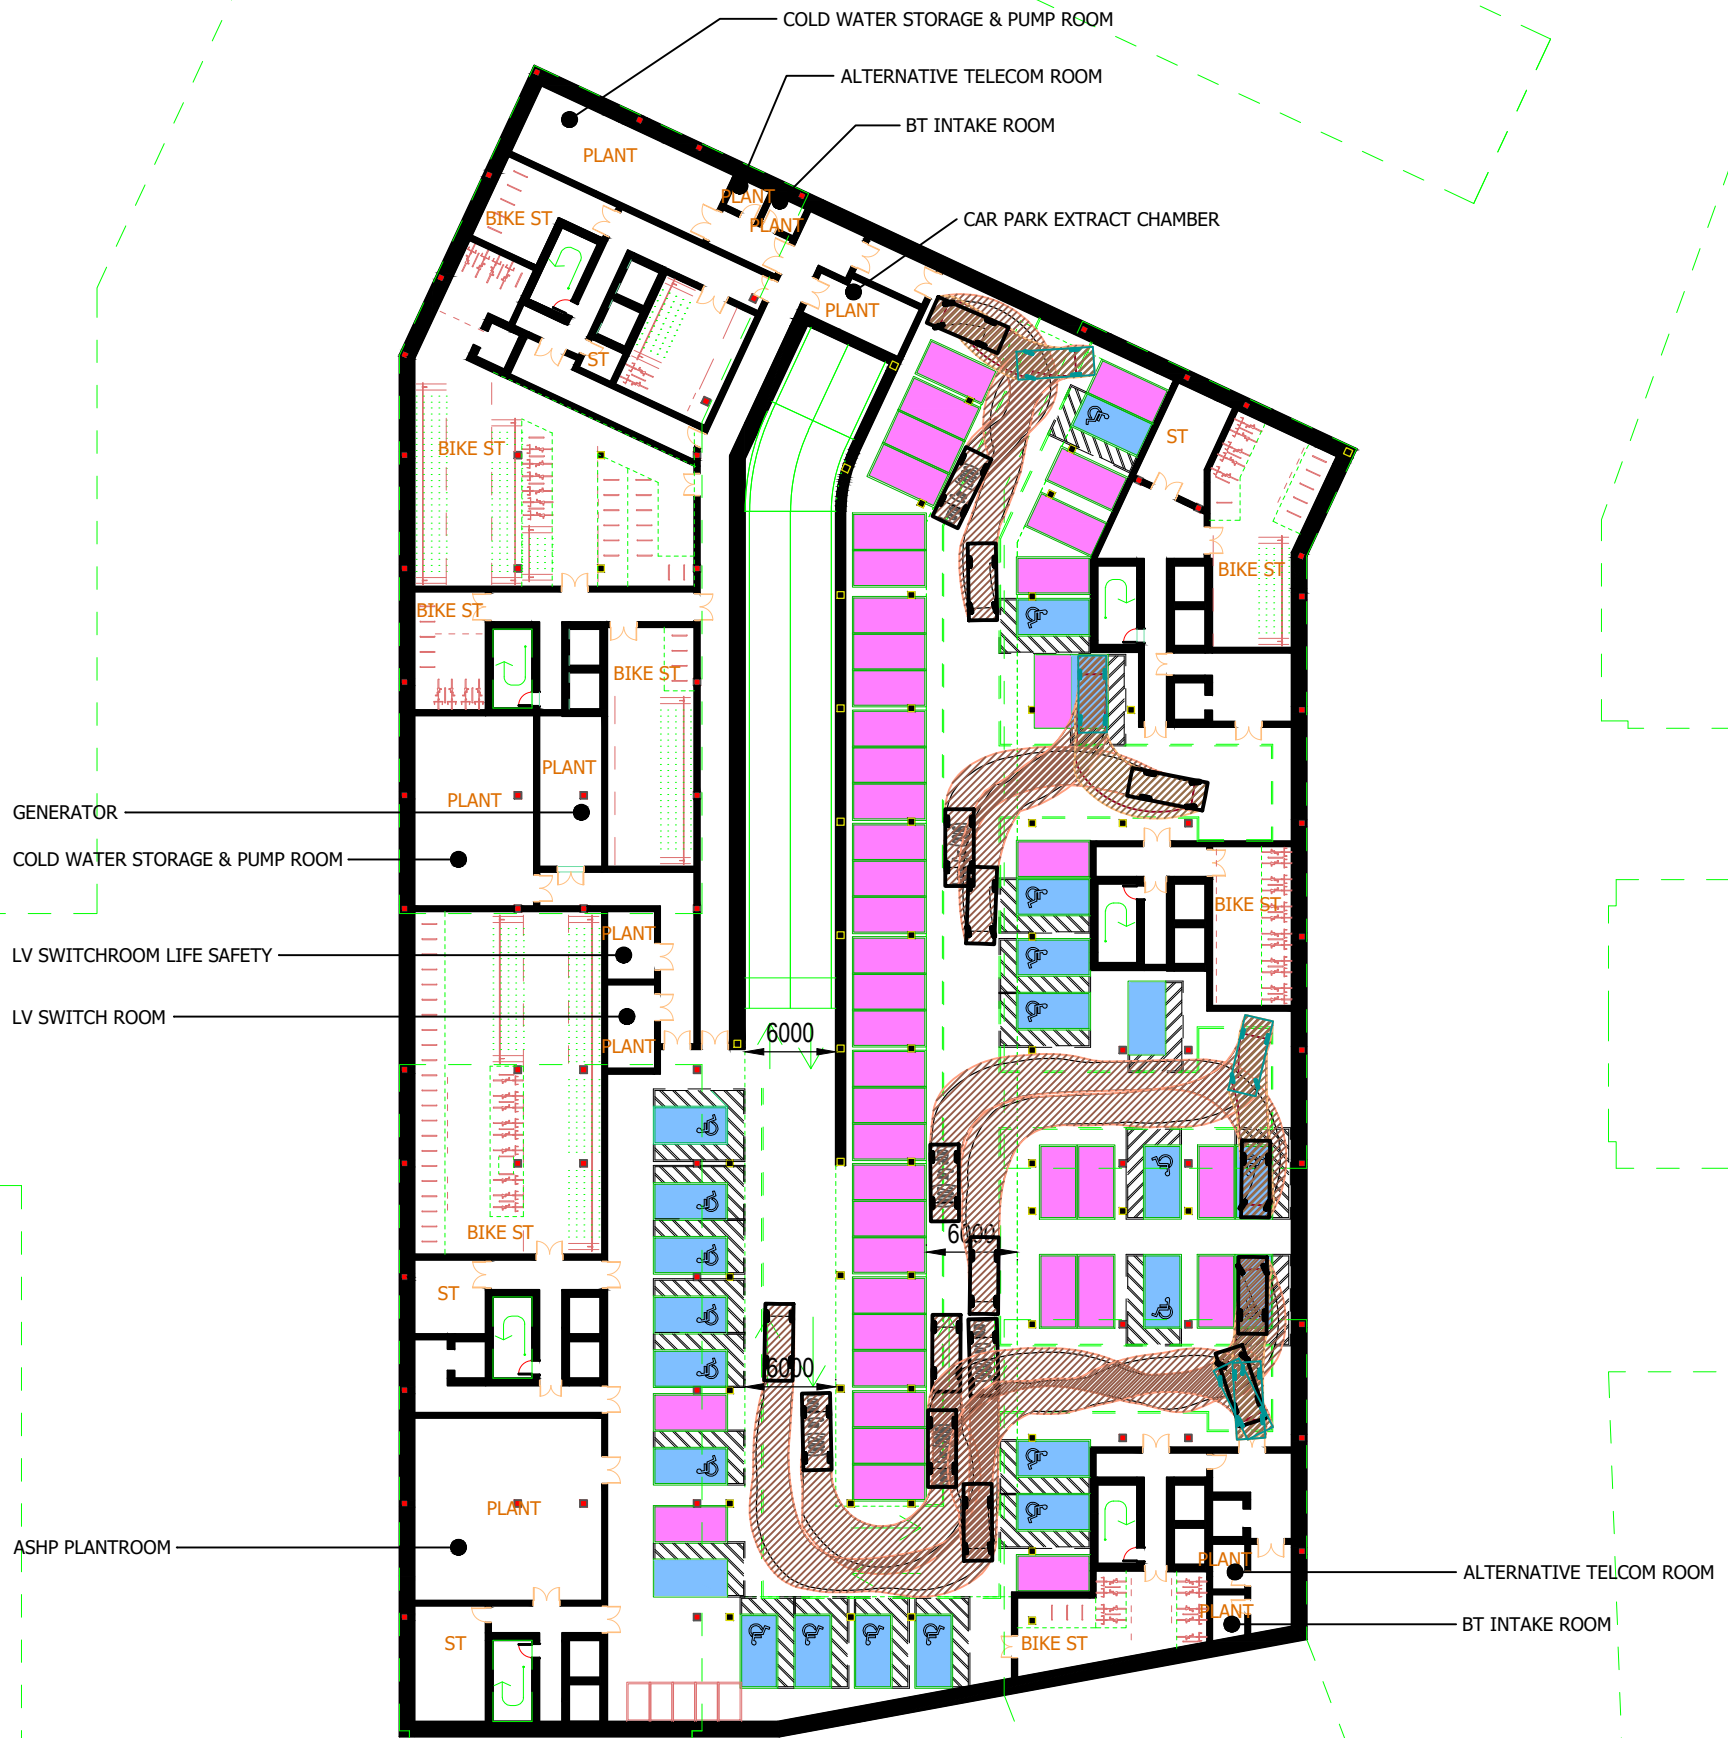 COLD WATER STORAGE & PUMP ROOM
ALTERNATIVE TELECOM ROOM
BT INTAKE ROOM
PLANT
PLANT
BIKE ST
PLANT
CAR PARK EXTRACT CHAMBER
PLANT
ST
BIKE ST
ST
BIKE ST
BIKE ST
BIKE ST
PLANT
PLANT
GENERATOR
COLD WATER STORAGE & PUMP ROOM
BIKE ST
PLANT
LV SWITCHROOM LIFE SAFETY
LV SWITCH ROOM
6000
PLANT
BIKE ST
6000
ST
6000
PLANT
ASHP PLANTROOM
PLANT
ALTERNATIVE TELCOM ROOM
PLANT
BT INTAKE ROOM
ST
BIKE ST